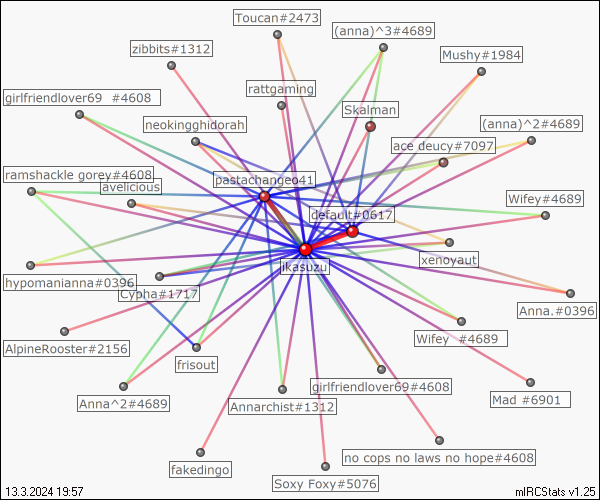 Toucan#2473
(anna)^3#4689
zibbits#1312
Mushy#1984
rattgaming
girlfriendlover69  #4608
Skalman
neokingghidorah
(anna)^2#4689
ace deucy#7097
ramshackle gorey#4608
pastachangeo41
avelicious
Wifey#4689
default#0617
xenoyaut
ikasuzu
hypomanianna#0396
Cypha#1717
Anna.#0396
Wifey  #4689
AlpineRooster#2156
frisout
girlfriendlover69#4608
Mad #6901
Anna^2#4689
Annarchist#1312
no cops no laws no hope#4608
fakedingo
Soxy Foxy#5076
13.3.2024 19:57
mIRCStats v1.25